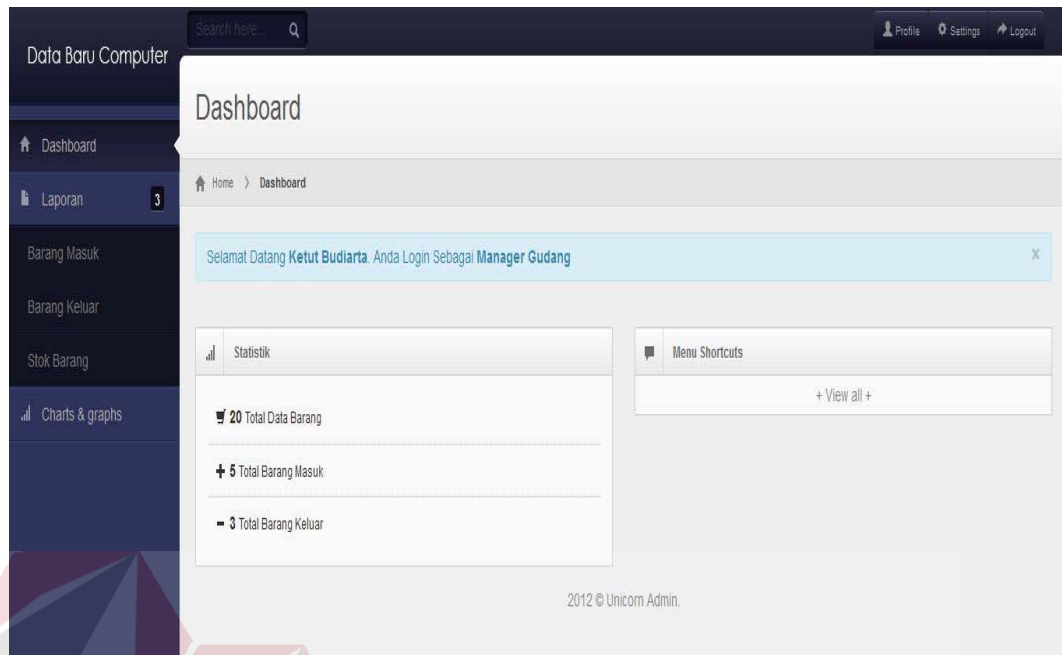 Data Baru Computer
Search here...
Profile Settings Logout
Dashboard
Laporan 3
Barang Masuk
Barang Keluar
Stok Barang
Charts & graphs
Dashboard
Home > Dashboard
Selamat Datang Ketut Budiarta. Anda Login Sebagai Manager Gudang x
Statistik
20 Total Data Barang
+ 5 Total Barang Masuk
- 3 Total Barang Keluar
Menu Shortcuts
+ View all +
2012 © Unicorn Admin.